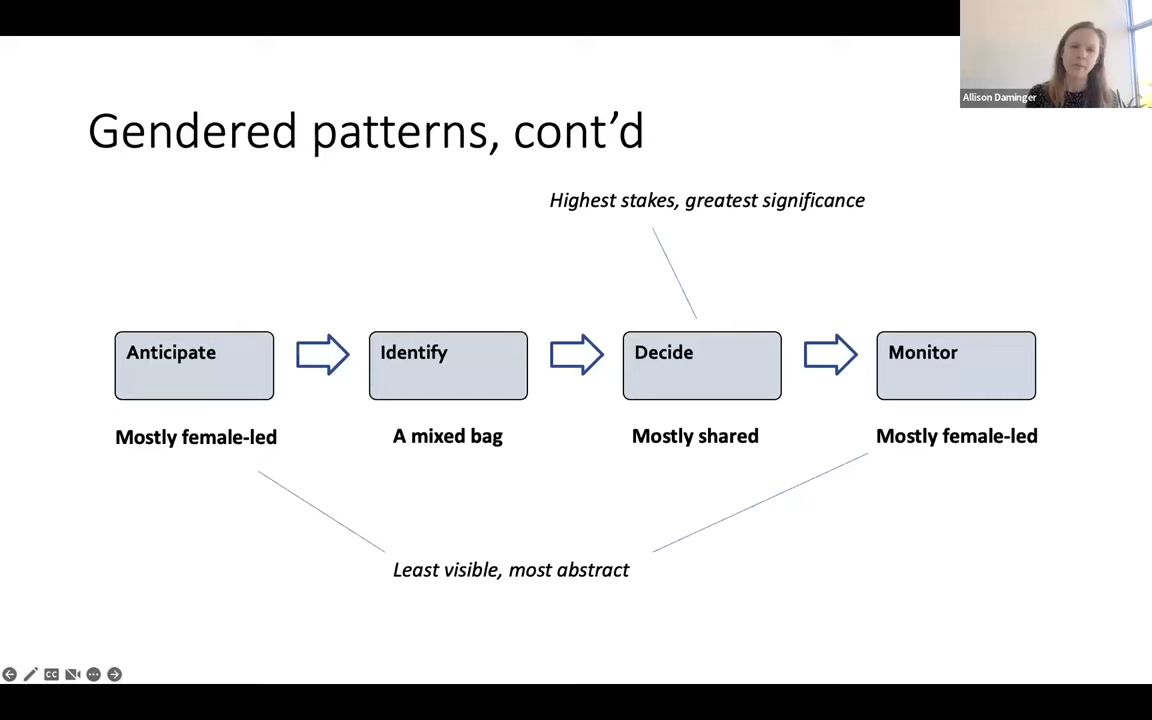 Allison Daminger
Gendered patterns, cont’d
Highest stakes, greatest significance
Anticipate
Identify
Decide
Monitor
Mostly female-led
A mixed bag
Mostly shared
Mostly female-led
Least visible, most abstract
CC